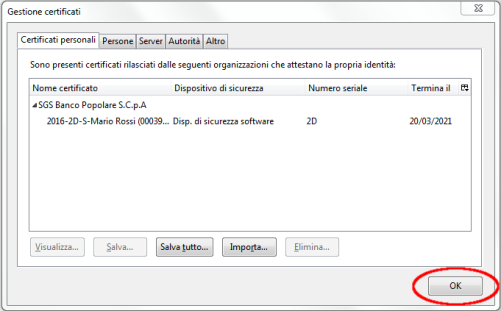 Gestione certificati
Certificati personali Persone Server Autorità Altro
Sono presenti certificati rilasciati dalle seguenti organizzazioni che attestano la propria identità:
Nome certificato Dispositivo di sicurezza Numero seriale Termina il
SGS Banco Popolare S.C.p.A
2016-2D-S-Mario Rossi (00039... Disp. di sicurezza software 2D 20/03/2021
Visualizza... Salva... Salva tutto... Importa... Elimina...
OK